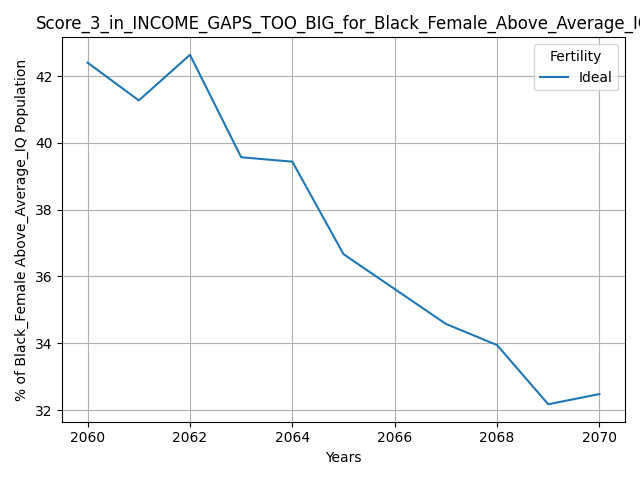 Score_3_in_INCOME_GAPS_TOO_BIG_for_Black_Female_Above_Average_IQ
Fertility
Ideal
% of Black_Female Above_Average_IQ Population
42
40
38
36
34
32
2060
2062
2064
2066
2068
2070
Years